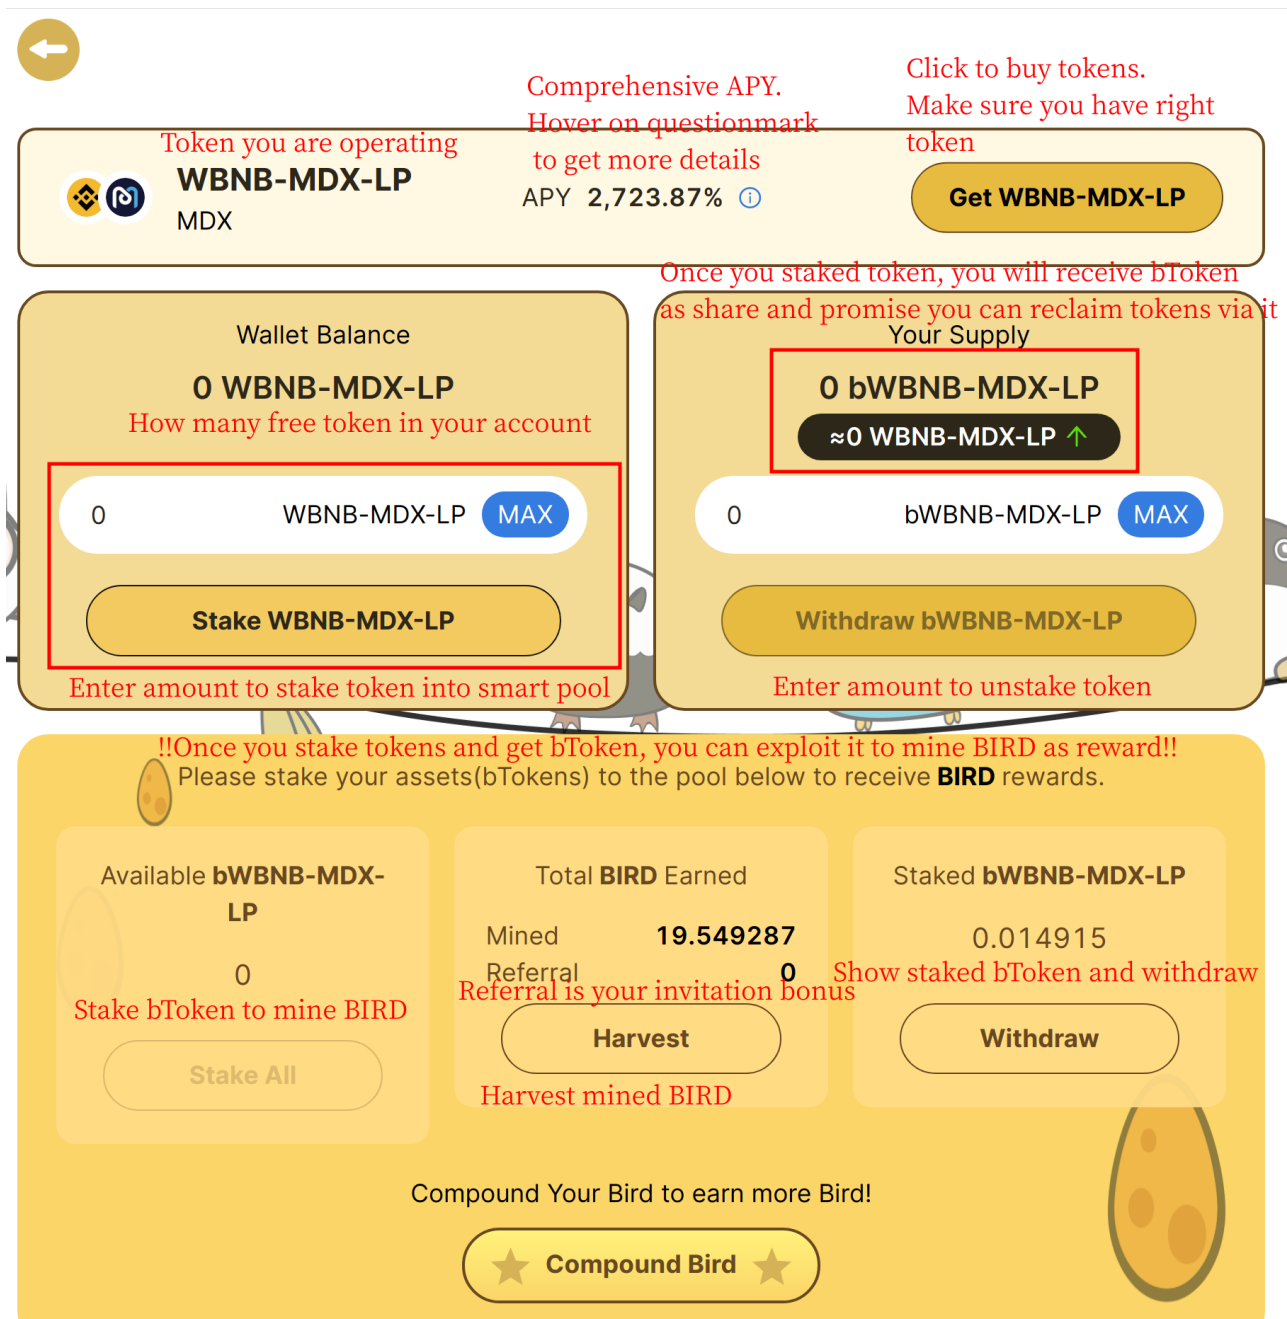 Comprehensive APY.
Hover on questionmark
to get more details
Click to buy tokens.
Make sure you have right
token
Token you are operating
WBNB-MDX-LP
MDX
APY 2,723.87%
Get WBNB-MDX-LP
Once you staked token, you will receive bToken
as share and promise you can reclaim tokens via it
Wallet Balance
0 WBNB-MDX-LP
How many free token in your account
0 WBNB-MDX-LP MAX
Stake WBNB-MDX-LP
Enter amount to stake token into smart pool
Your Supply
0 bWBNB-MDX-LP
≈0 WBNB-MDX-LP ↑
0 bWBNB-MDX-LP MAX
Withdraw bWBNB-MDX-LP
Enter amount to unstake token
!!Once you stake tokens and get bToken, you can exploit it to mine BIRD as reward!!
Please stake your assets(bTokens) to the pool below to receive BIRD rewards.
Available bWBNB-MDX-
LP
0
Stake bToken to mine BIRD
Stake All
Total BIRD Earned
Mined 19.549287
Referral 0
Referral is your invitation bonus
Harvest
Harvest mined BIRD
Staked bWBNB-MDX-LP
0.014915
Show staked bToken and withdraw
Withdraw
Compound Your Bird to earn more Bird!
Compound Bird